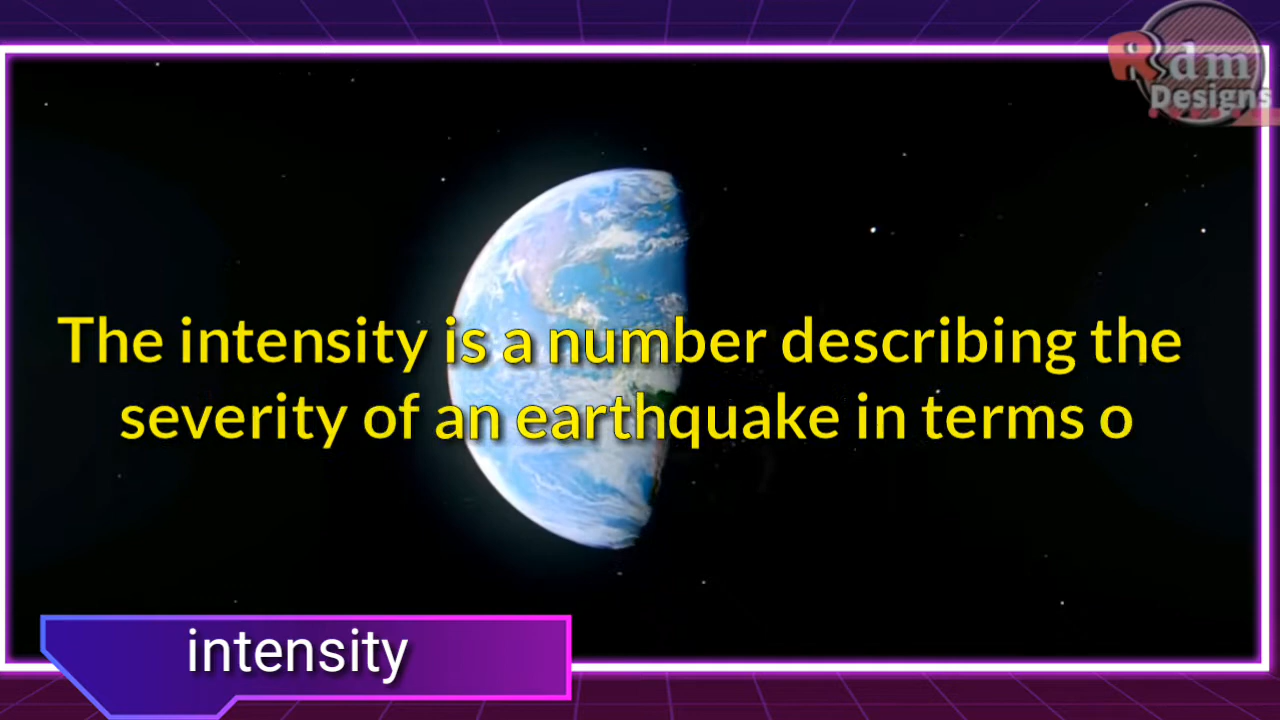 Rdm
Designs
The intensity is a number describing the
severity of an earthquake in terms o
intensity